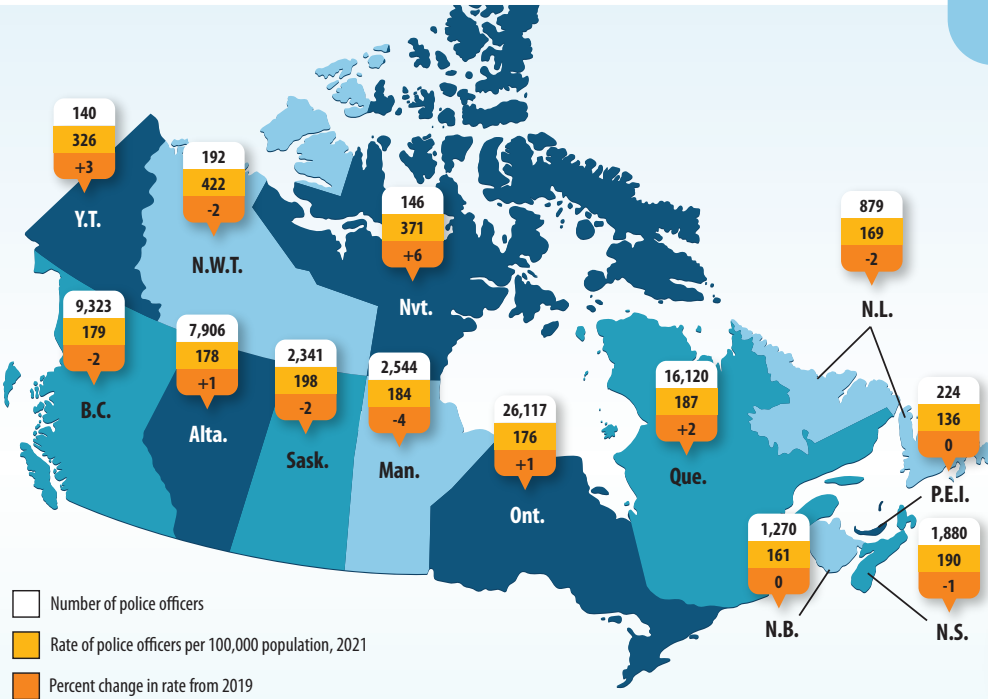 140
326
+3
Y.T.
192
422
-2
N.W.T.
146
371
+6
Nvt.
879
169
-2
N.L.
9,323
179
-2
B.C.
7,906
178
+1
Alta.
2,341
198
-2
Sask.
2,544
184
-4
Man.
26,117
176
+1
Ont.
16,120
187
+2
Que.
224
136
0
P.E.I.
1,270
161
0
N.B.
1,880
190
-1
N.S.
Number of police officers
Rate of police officers per 100,000 population, 2021
Percent change in rate from 2019